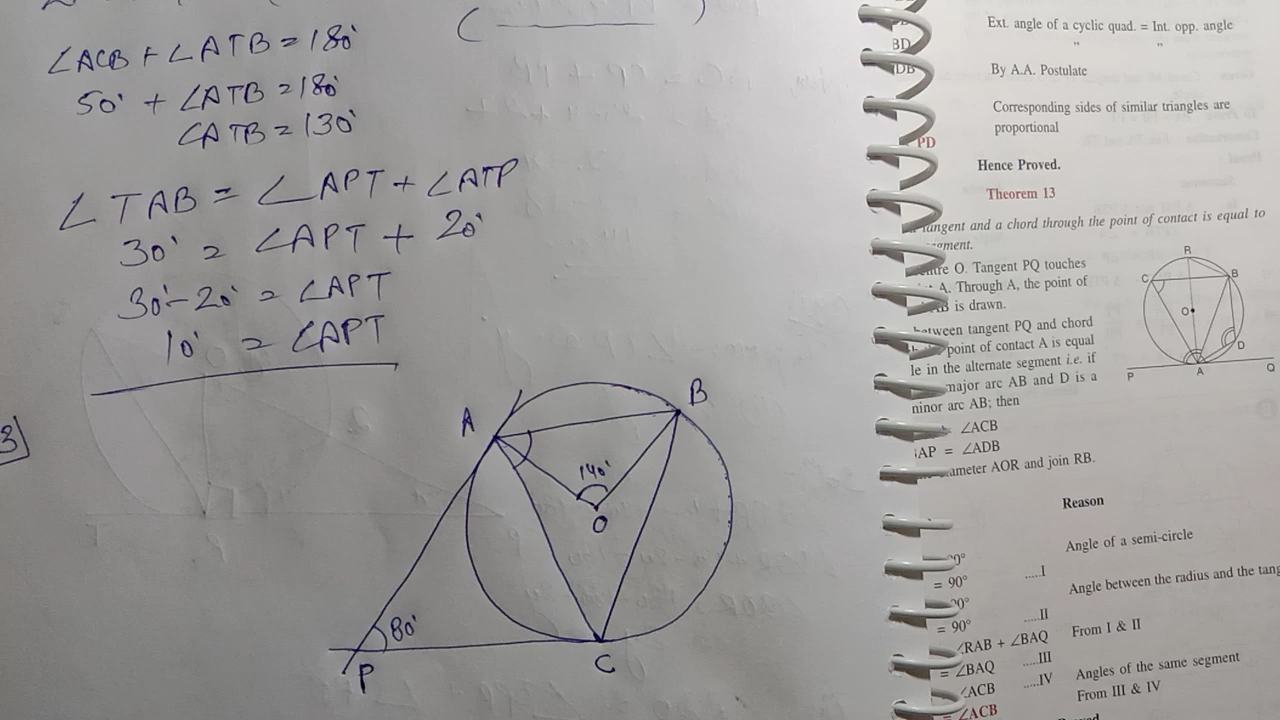 ∠ACB + ∠ATB = 180°
50° + ∠ATB = 180°
∠ATB = 130°
∠TAB = ∠APT + ∠ATP
30° = ∠APT + 20°
30° - 20° = ∠APT
10° = ∠APT
3]
A
B
140°
O
80°
P
C
BD
DB
PD
Ext. angle of a cyclic quad. = Int. opp. angle
" "
By A.A. Postulate
Corresponding sides of similar triangles are
proportional
Hence Proved.
Theorem 13
tangent and a chord through the point of contact is equal to
segment.
centre O. Tangent PQ touches
A. Through A, the point of
is drawn.
between tangent PQ and chord
point of contact A is equal
le in the alternate segment i.e. if
major arc AB and D is a
minor arc AB; then
∠ACB
AP = ∠ADB
ameter AOR and join RB.
R
C
B
O
D
P
A
Q
Reason
Angle of a semi-circle
= 90° .....I
Angle between the radius and the tang
= 90° .....II
∠RAB + ∠BAQ From I & II
= ∠BAQ .....III
∠ACB .....IV Angles of the same segment
= ∠ACB From III & IV